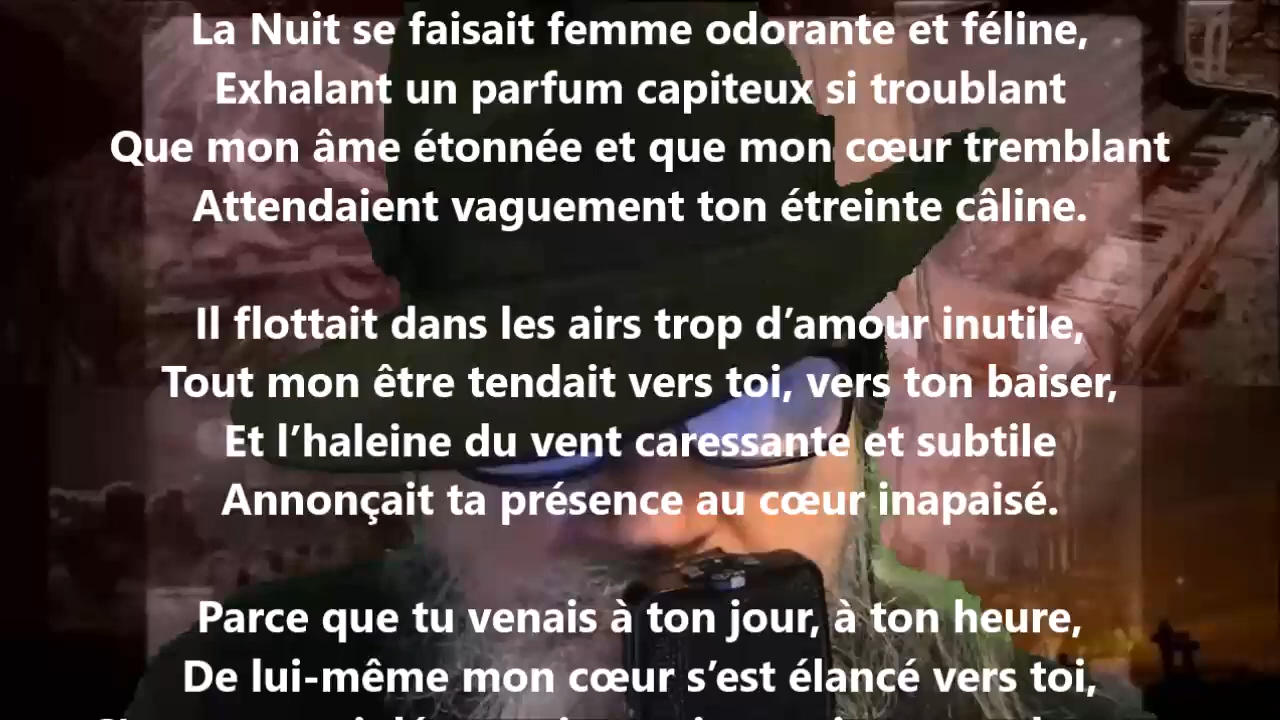 La Nuit se faisait femme odorante et féline,
Exhalant un parfum capiteux si troublant
Que mon âme étonnée et que mon cœur tremblant
Attendaient vaguement ton étreinte câline.
Il flottait dans les airs trop d’amour inutile,
Tout mon être tendait vers toi, vers ton baiser,
Et l’haleine du vent caressante et subtile
Annonçait ta présence au cœur inapaisé.
Parce que tu venais à ton jour, à ton heure,
De lui-même mon cœur s’est élancé vers toi,